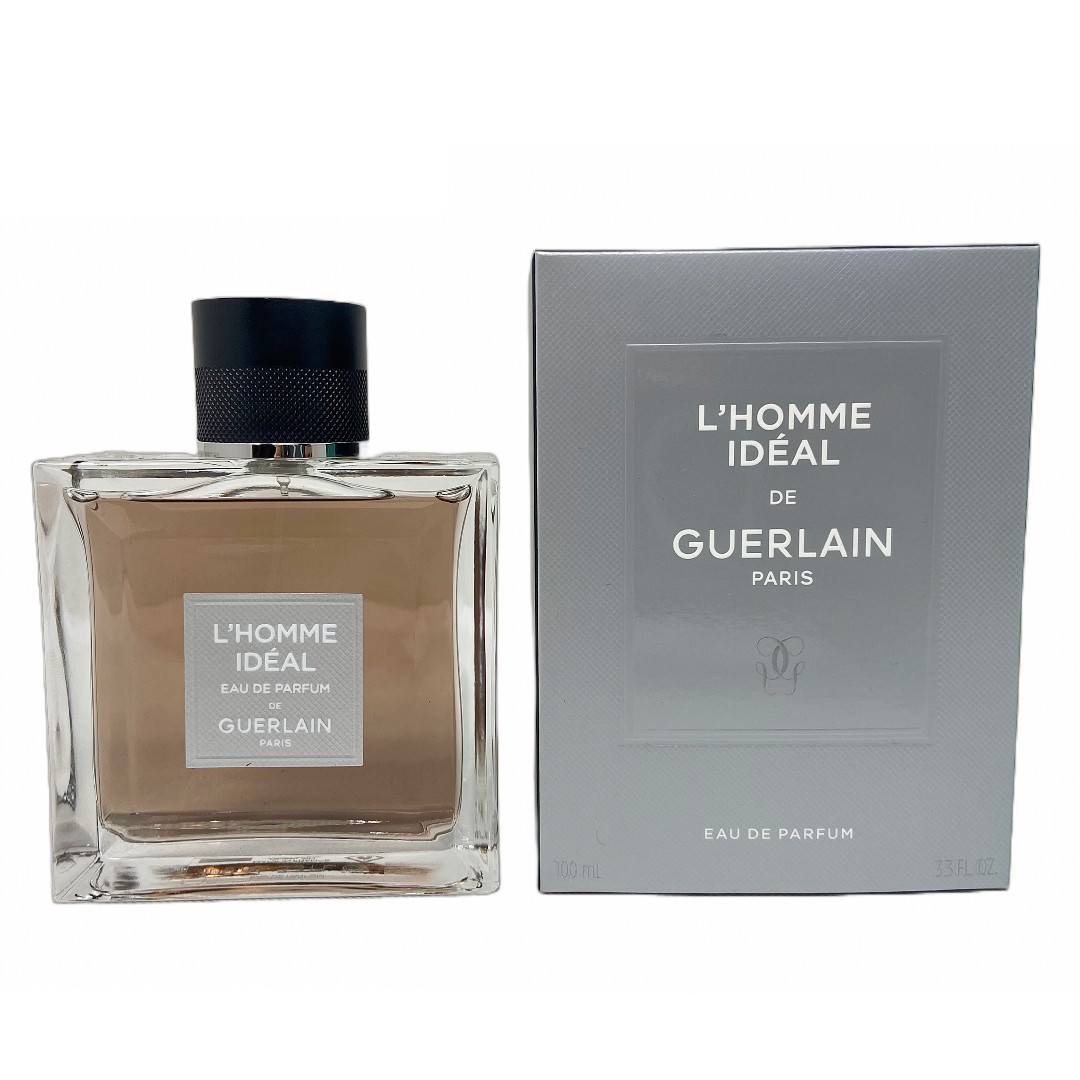 L'HOMME
IDÉAL
EAU DE PARFUM
DE
GUERLAIN
PARIS
L'HOMME
IDÉAL
DE
GUERLAIN
PARIS
EAU DE PARFUM
100 mL
3.3 FL. OZ.